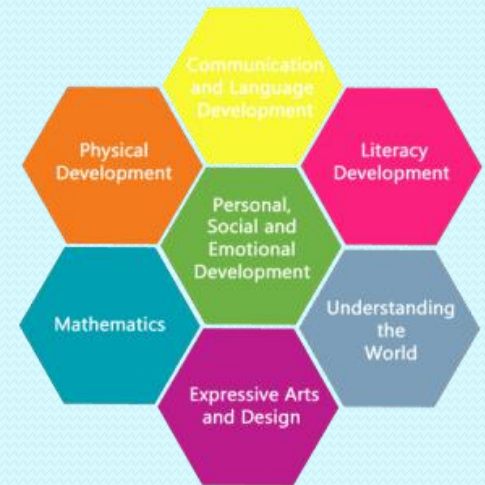 Communication
and Language
Development
Physical
Development
Literacy
Development
Personal,
Social and
Emotional
Development
Mathematics
Understanding
the
World
Expressive Arts
and Design